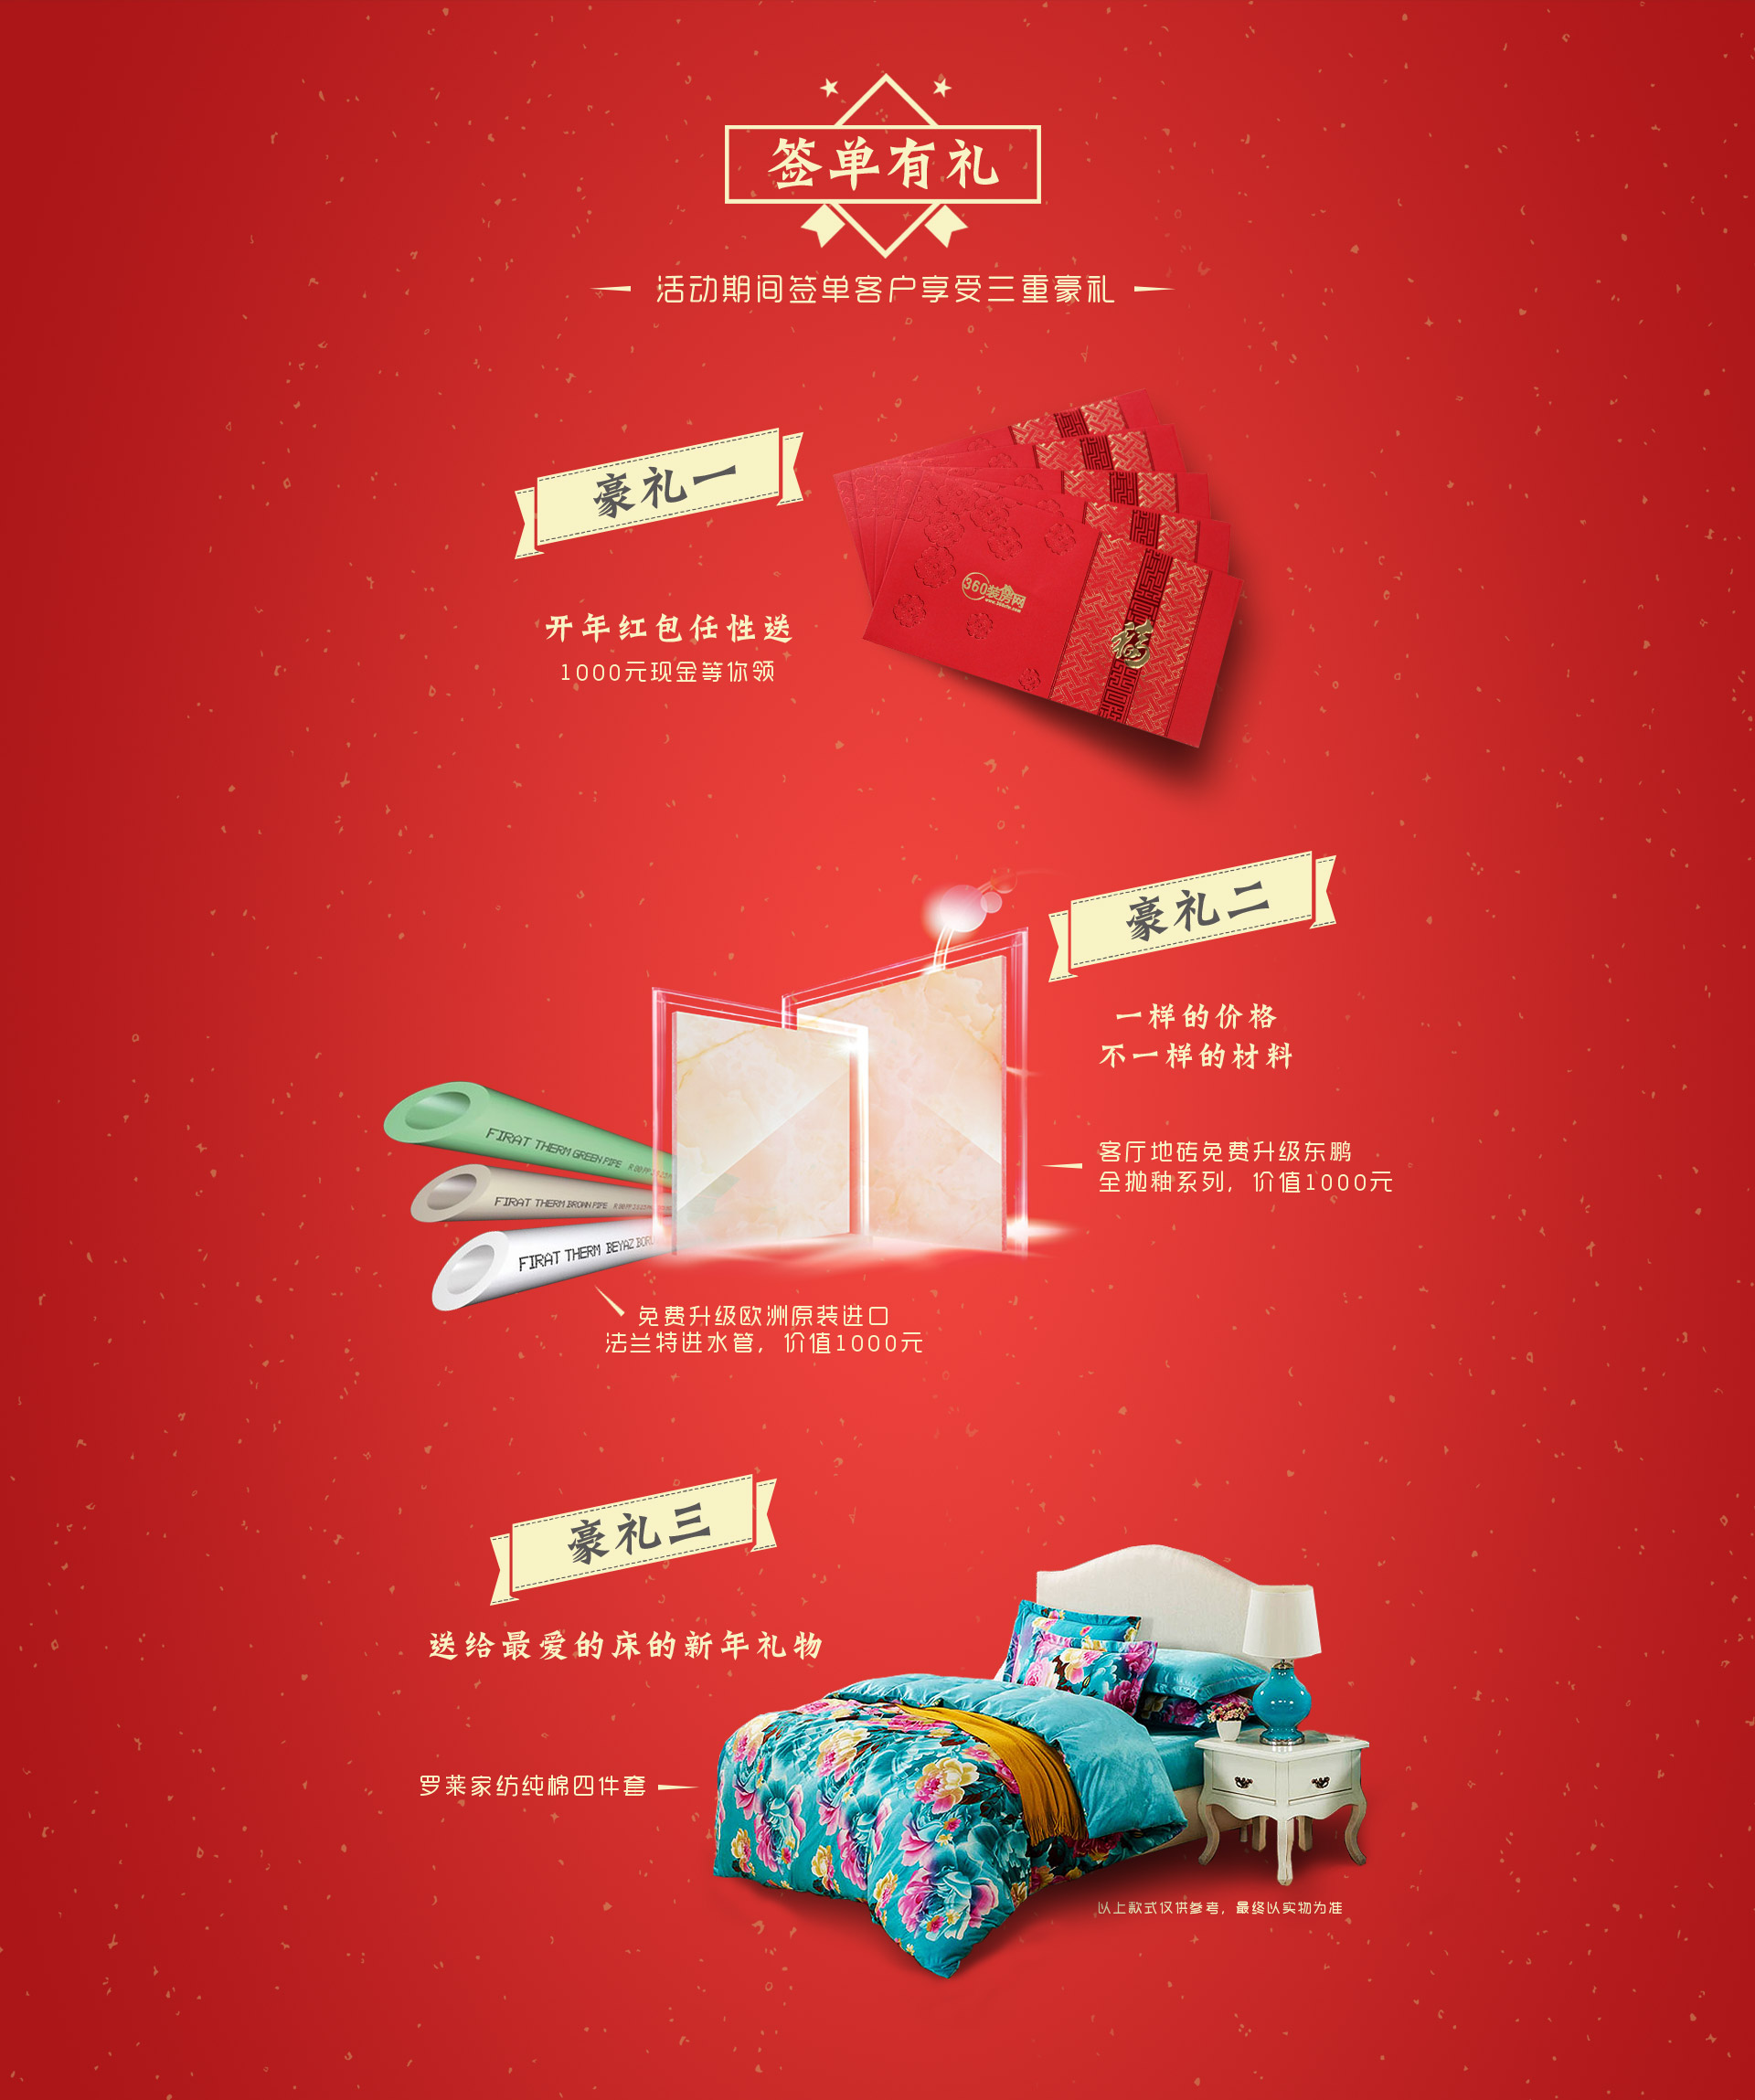 签单有礼
活动期间签单客户享受三重豪礼
豪礼一
开年红包任性送
1000元现金等你领
360装房网
福
豪礼二
一样的价格
不一样的材料
客厅地砖免费升级东鹏
全抛釉系列，价值1000元
FIRAT THERM GREEN PIPE
FIRAT THERM BROWN PIPE
FIRAT THERM BEYAZ BORU
免费升级欧洲原装进口
法兰特进水管，价值1000元
豪礼三
送给最爱的床的新年礼物
罗莱家纺纯棉四件套
以上款式仅供参考，最终以实物为准